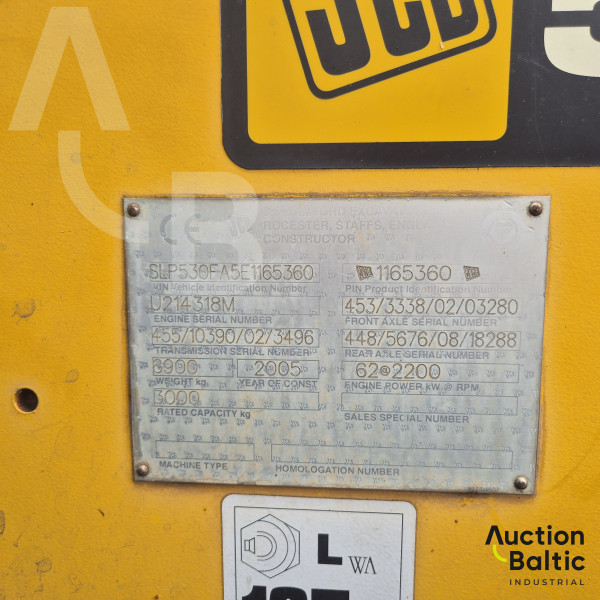 JCB
5
CE
ROCESTER, STAFFS,
CONSTRUCTOR
SLP530FA5E1165360
1165360
VIN Vehicle Identification Number
PIN Product Identification Number
U214318M
453/3338/02/03280
ENGINE SERIAL NUMBER
FRONT AXLE SERIAL NUMBER
455/10390/02/3496
448/5676/08/18288
TRANSMISSION SERIAL NUMBER
REAR AXLE SERIAL NUMBER
3900 2005
62@2200
WEIGHT kg YEAR OF CONST
ENGINE POWER kW @ RPM
3000
RATED CAPACITY kg
SALES SPECIAL NUMBER
MACHINE TYPE HOMOLOGATION NUMBER
L WA
Auction
Baltic
INDUSTRIAL